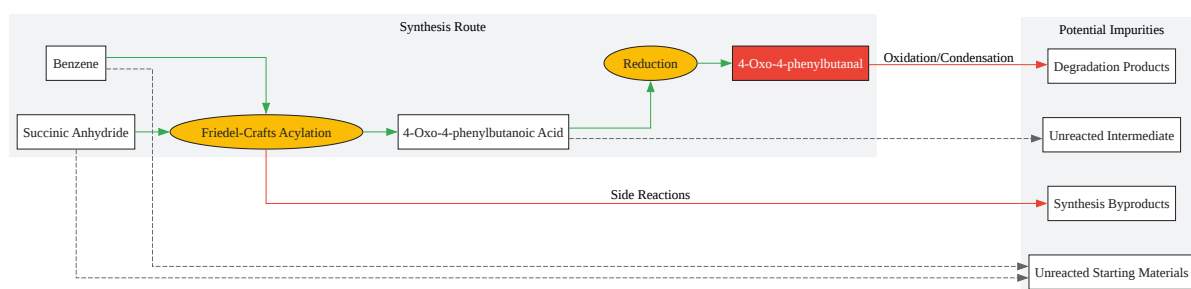 Synthesis Route
Potential Impurities
Benzene
Reduction
4-Oxo-4-phenylbutanal
Oxidation/Condensation
Degradation Products
Succinic Anhydride
Friedel-Crafts Acylation
4-Oxo-4-phenylbutanoic Acid
Unreacted Intermediate
Side Reactions
Synthesis Byproducts
Unreacted Starting Materials